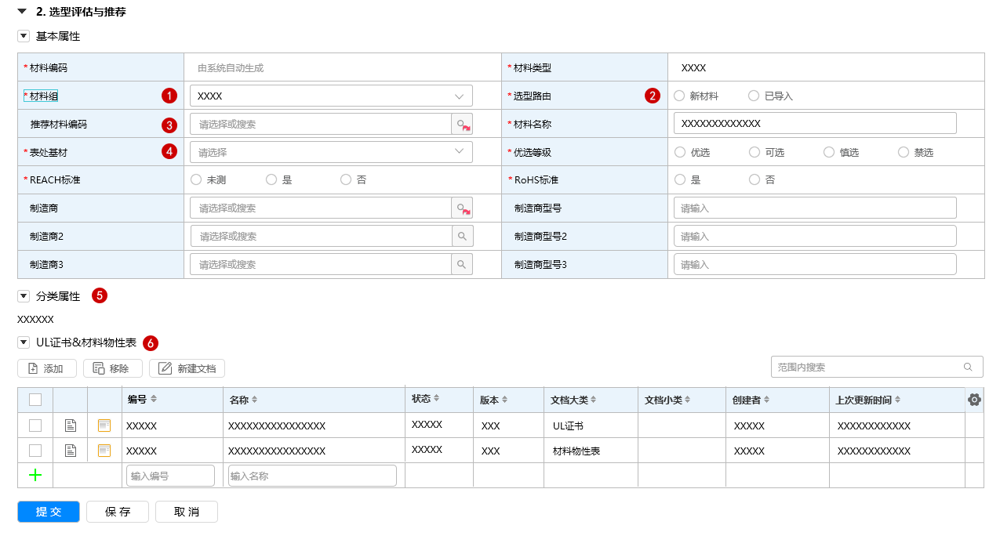 2. 选型评估与推荐
基本属性
*材料编码 由系统自动生成 *材料类型 XXXX
*材料组 1 XXXX *选型路由 2 新材料 已导入
推荐材料编码 3 请选择或搜索 *材料名称 XXXXXXXXXXXXX
*表处基材 4 请选择 *优选等级 优选 可选 慎选 禁选
*REACH标准 未测 是 否 *RoHS标准 是 否
制造商 请选择或搜索 制造商型号 请输入
制造商2 请选择或搜索 制造商型号2 请输入
制造商3 请选择或搜索 制造商型号3 请输入
分类属性 5
XXXXXX
UL证书&材料物性表 6
添加 移除 新建文档 范围内搜索
编号 名称 状态 版本 文档大类 文档小类 创建者 上次更新时间
XXXXX XXXXXXXXXXXXXXXX XXXXX XXX UL证书 XXXXX XXXXXXXXXXXX
XXXXX XXXXXXXXXXXXXXXX XXXXX XXX 材料物性表 XXXXX XXXXXXXXXXXX
输入编号 输入名称
提 交 保 存 取 消